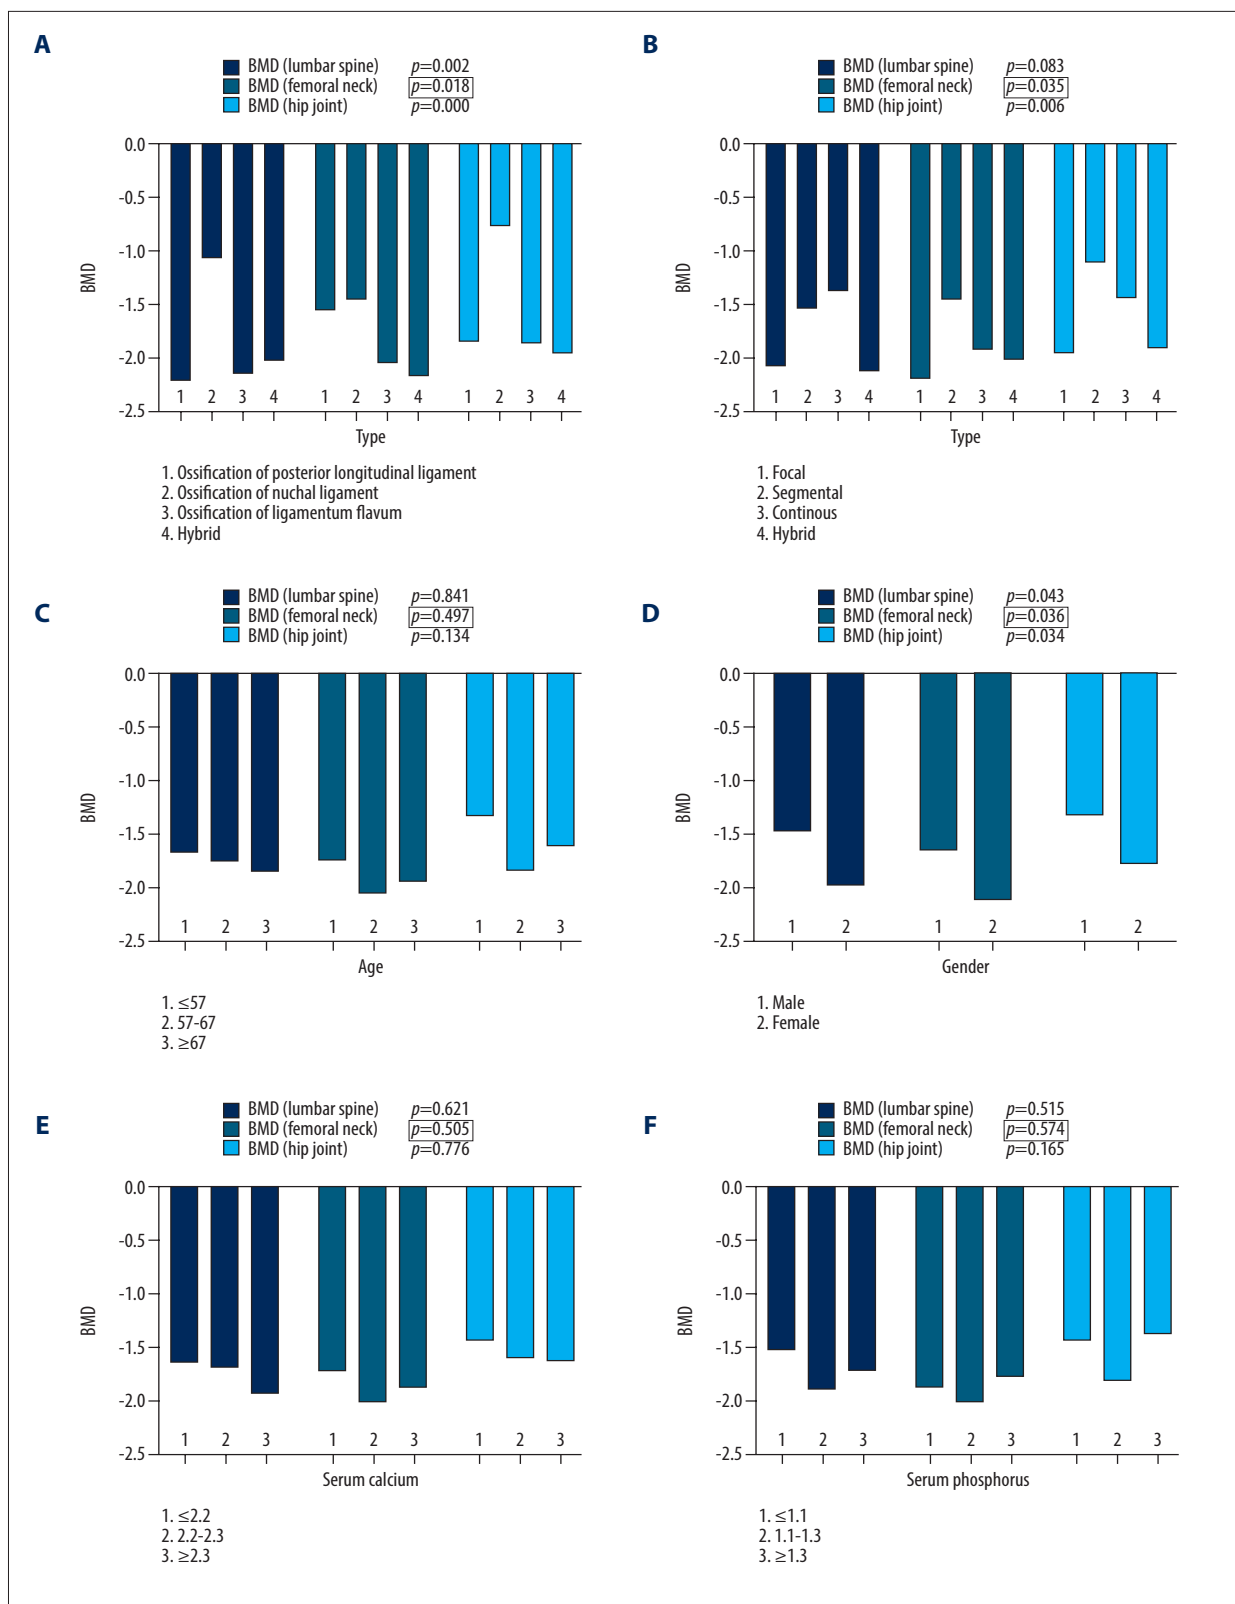 A
BMD (lumbar spine) p=0.002
BMD (femoral neck) p=0.018
BMD (hip joint) p=0.000
0.0
-0.5
-1.0
-1.5
-2.0
-2.5
BMD
1 2 3 4 1 2 3 4 1 2 3 4
Type
1. Ossification of posterior longitudinal ligament
2. Ossification of nuchal ligament
3. Ossification of ligamentum flavum
4. Hybrid
B
BMD (lumbar spine) p=0.083
BMD (femoral neck) p=0.035
BMD (hip joint) p=0.006
0.0
-0.5
-1.0
-1.5
-2.0
-2.5
BMD
1 2 3 4 1 2 3 4 1 2 3 4
Type
1. Focal
2. Segmental
3. Continous
4. Hybrid
C
BMD (lumbar spine) p=0.841
BMD (femoral neck) p=0.497
BMD (hip joint) p=0.134
0.0
-0.5
-1.0
-1.5
-2.0
-2.5
BMD
1 2 3 1 2 3 1 2 3
Age
1. ≤57
2. 57-67
3. ≥67
D
BMD (lumbar spine) p=0.043
BMD (femoral neck) p=0.036
BMD (hip joint) p=0.034
0.0
-0.5
-1.0
-1.5
-2.0
-2.5
BMD
1 2 1 2 1 2
Gender
1. Male
2. Female
E
BMD (lumbar spine) p=0.621
BMD (femoral neck) p=0.505
BMD (hip joint) p=0.776
0.0
-0.5
-1.0
-1.5
-2.0
-2.5
BMD
1 2 3 1 2 3 1 2 3
Serum calcium
1. ≤2.2
2. 2.2-2.3
3. ≥2.3
F
BMD (lumbar spine) p=0.515
BMD (femoral neck) p=0.574
BMD (hip joint) p=0.165
0.0
-0.5
-1.0
-1.5
-2.0
-2.5
BMD
1 2 3 1 2 3 1 2 3
Serum phosphorus
1. ≤1.1
2. 1.1-1.3
3. ≥1.3